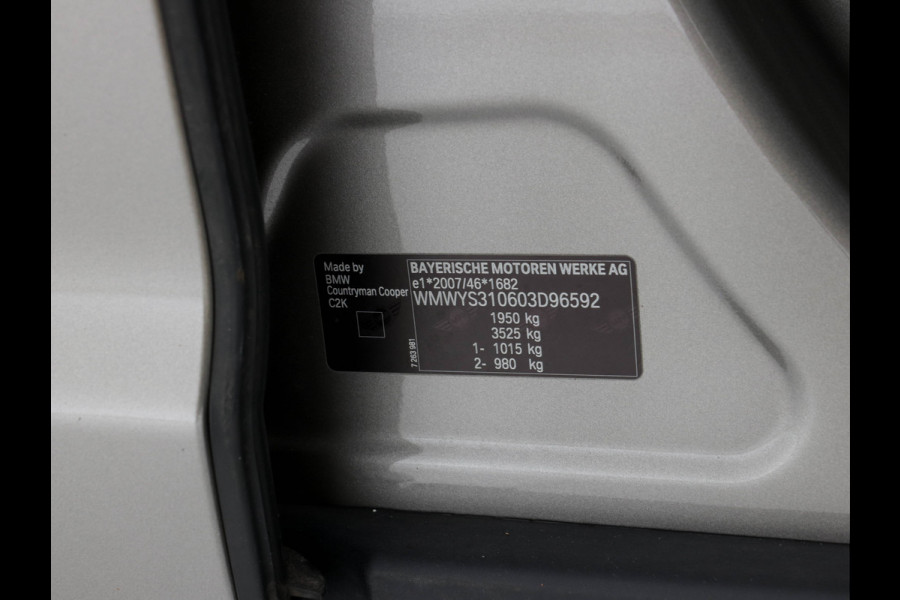 Made by
BMW
Countryman Cooper
C2K
7 263 981
BAYERISCHE MOTOREN WERKE AG
e1*2007/46*1682
WMWYS310603D96592
1950 kg
3525 kg
1- 1015 kg
2- 980 kg